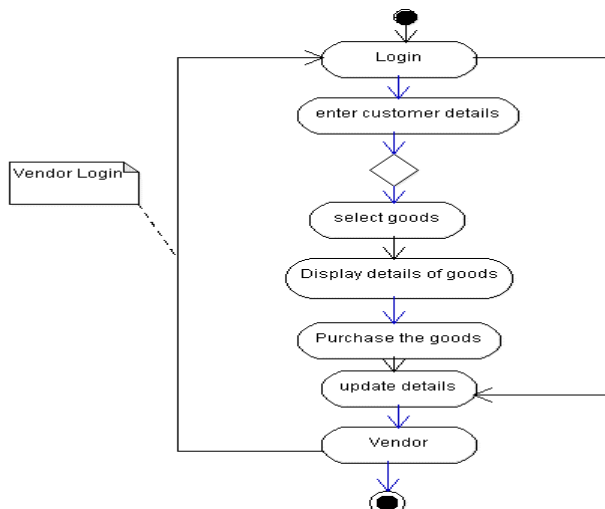 Login
enter customer details
Vendor Login
select goods
Display details of goods
Purchase the goods
update details
Vendor